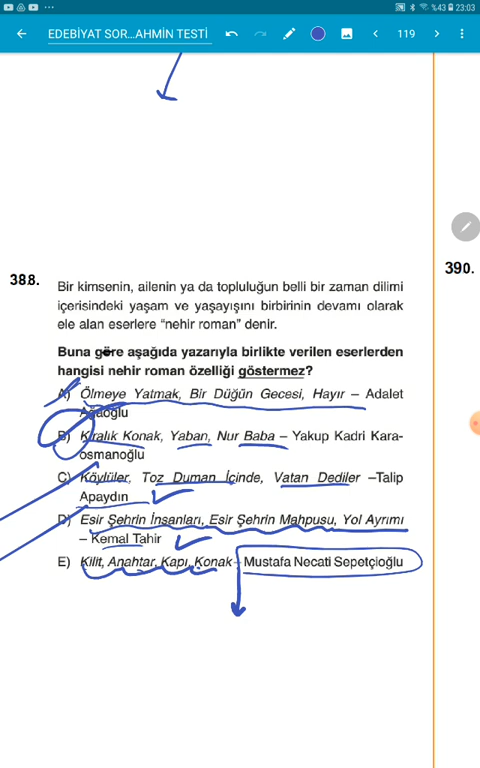 %43 23:03
EDEBİYAT SOR...AHMİN TESTİ
119
388.
390.
Bir kimsenin, ailenin ya da topluluğun belli bir zaman dilimi
içerisindeki yaşam ve yaşayışını birbirinin devamı olarak
ele alan eserlere “nehir roman” denir.
Buna göre aşağıda yazarıyla birlikte verilen eserlerden
hangisi nehir roman özelliği göstermez?
A) Ölmeye Yatmak, Bir Düğün Gecesi, Hayır – Adalet
Ağaoğlu
B) Kiralık Konak, Yaban, Nur Baba – Yakup Kadri Kara-
osmanoğlu
C) Köylüler, Toz Duman İçinde, Vatan Dediler –Talip
Apaydın
D) Esir Şehrin İnsanları, Esir Şehrin Mahpusu, Yol Ayrımı
– Kemal Tahir
E) Kilit, Anahtar, Kapı, Konak – Mustafa Necati Sepetçioğlu